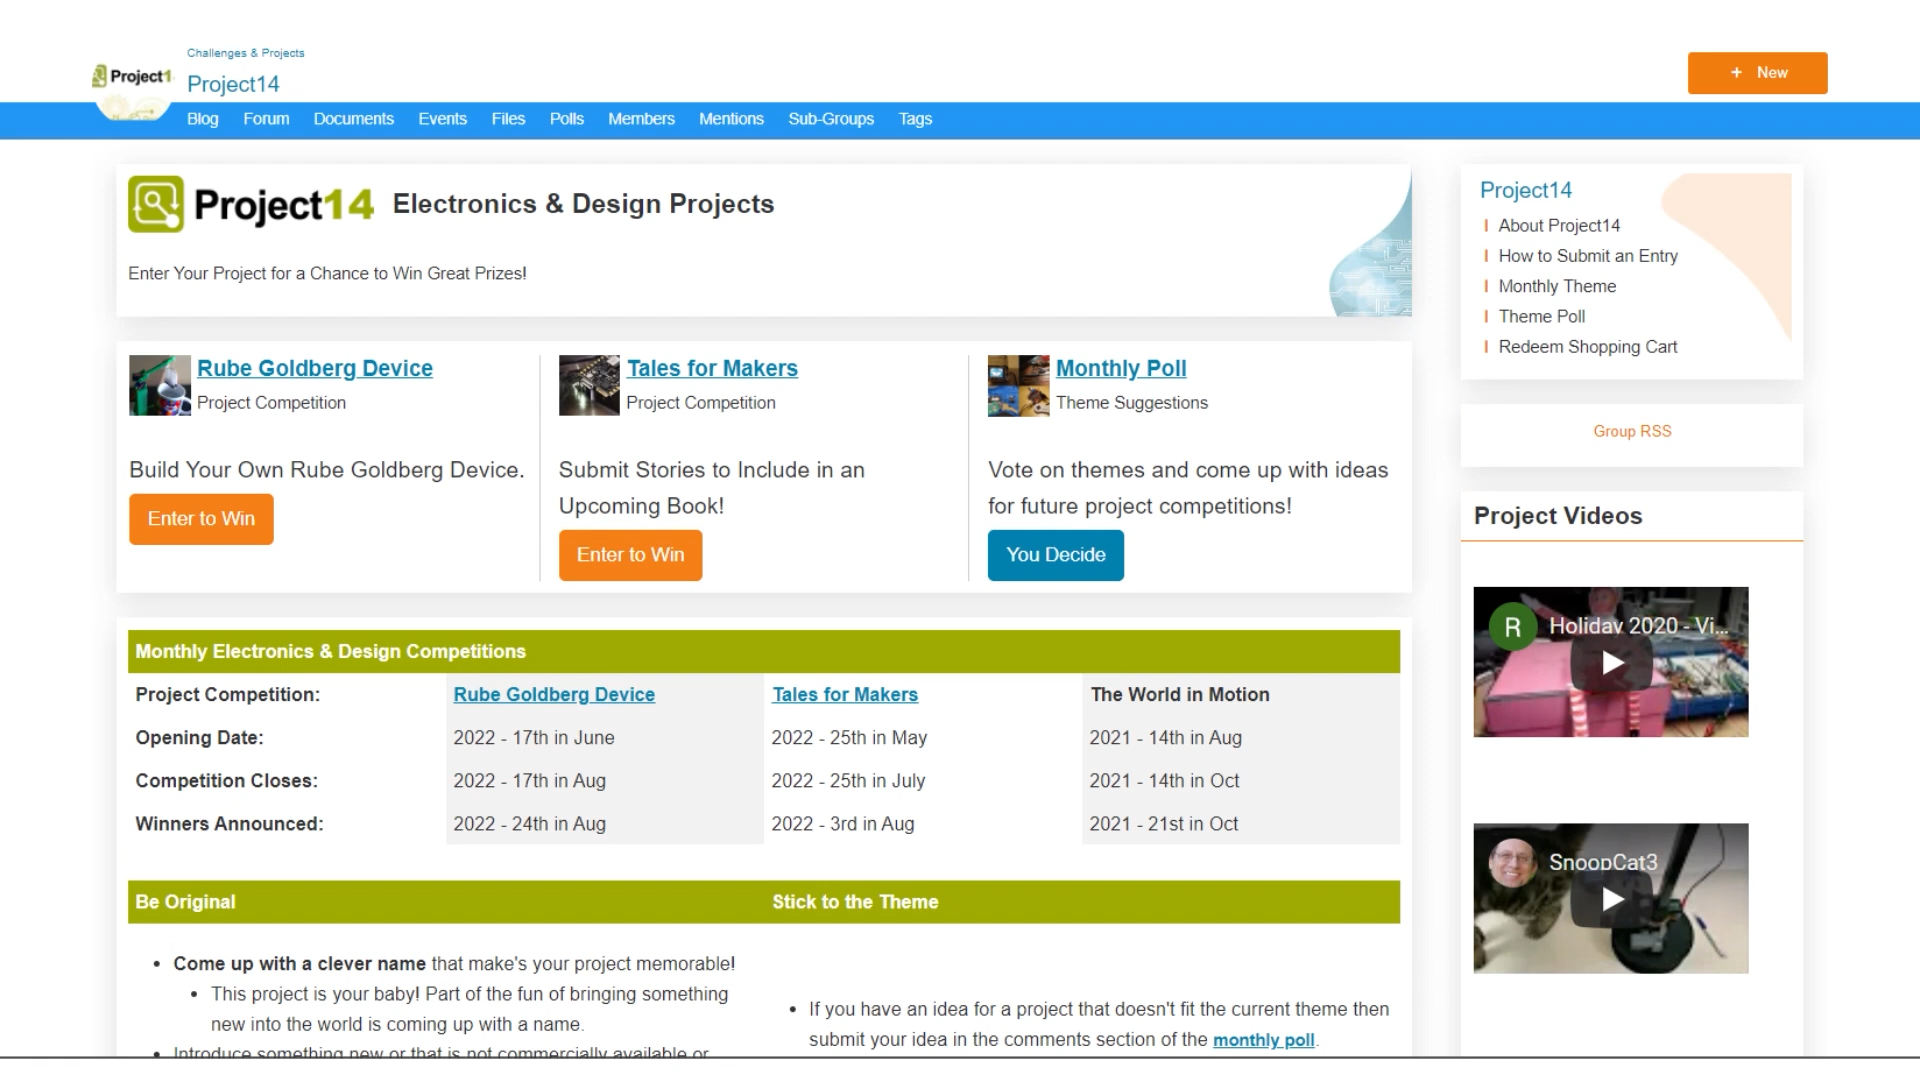 Challenges & Projects
Project14
Project1
+ New
Blog Forum Documents Events Files Polls Members Mentions Sub-Groups Tags
Project14 Electronics & Design Projects
Enter Your Project for a Chance to Win Great Prizes!
Rube Goldberg Device
Project Competition
Build Your Own Rube Goldberg Device.
Enter to Win
Tales for Makers
Project Competition
Submit Stories to Include in an
Upcoming Book!
Enter to Win
Monthly Poll
Theme Suggestions
Vote on themes and come up with ideas
for future project competitions!
You Decide
Monthly Electronics & Design Competitions
Project Competition: Rube Goldberg Device Tales for Makers The World in Motion
Opening Date: 2022 - 17th in June 2022 - 25th in May 2021 - 14th in Aug
Competition Closes: 2022 - 17th in Aug 2022 - 25th in July 2021 - 14th in Oct
Winners Announced: 2022 - 24th in Aug 2022 - 3rd in Aug 2021 - 21st in Oct
Be Original
• Come up with a clever name that make's your project memorable!
• This project is your baby! Part of the fun of bringing something
new into the world is coming up with a name.
• Introduce something new or that is not commercially available or
Stick to the Theme
• If you have an idea for a project that doesn't fit the current theme then
submit your idea in the comments section of the monthly poll.
Project14
About Project14
How to Submit an Entry
Monthly Theme
Theme Poll
Redeem Shopping Cart
Group RSS
Project Videos
R Holiday 2020 - Vi...
SnoopCat3